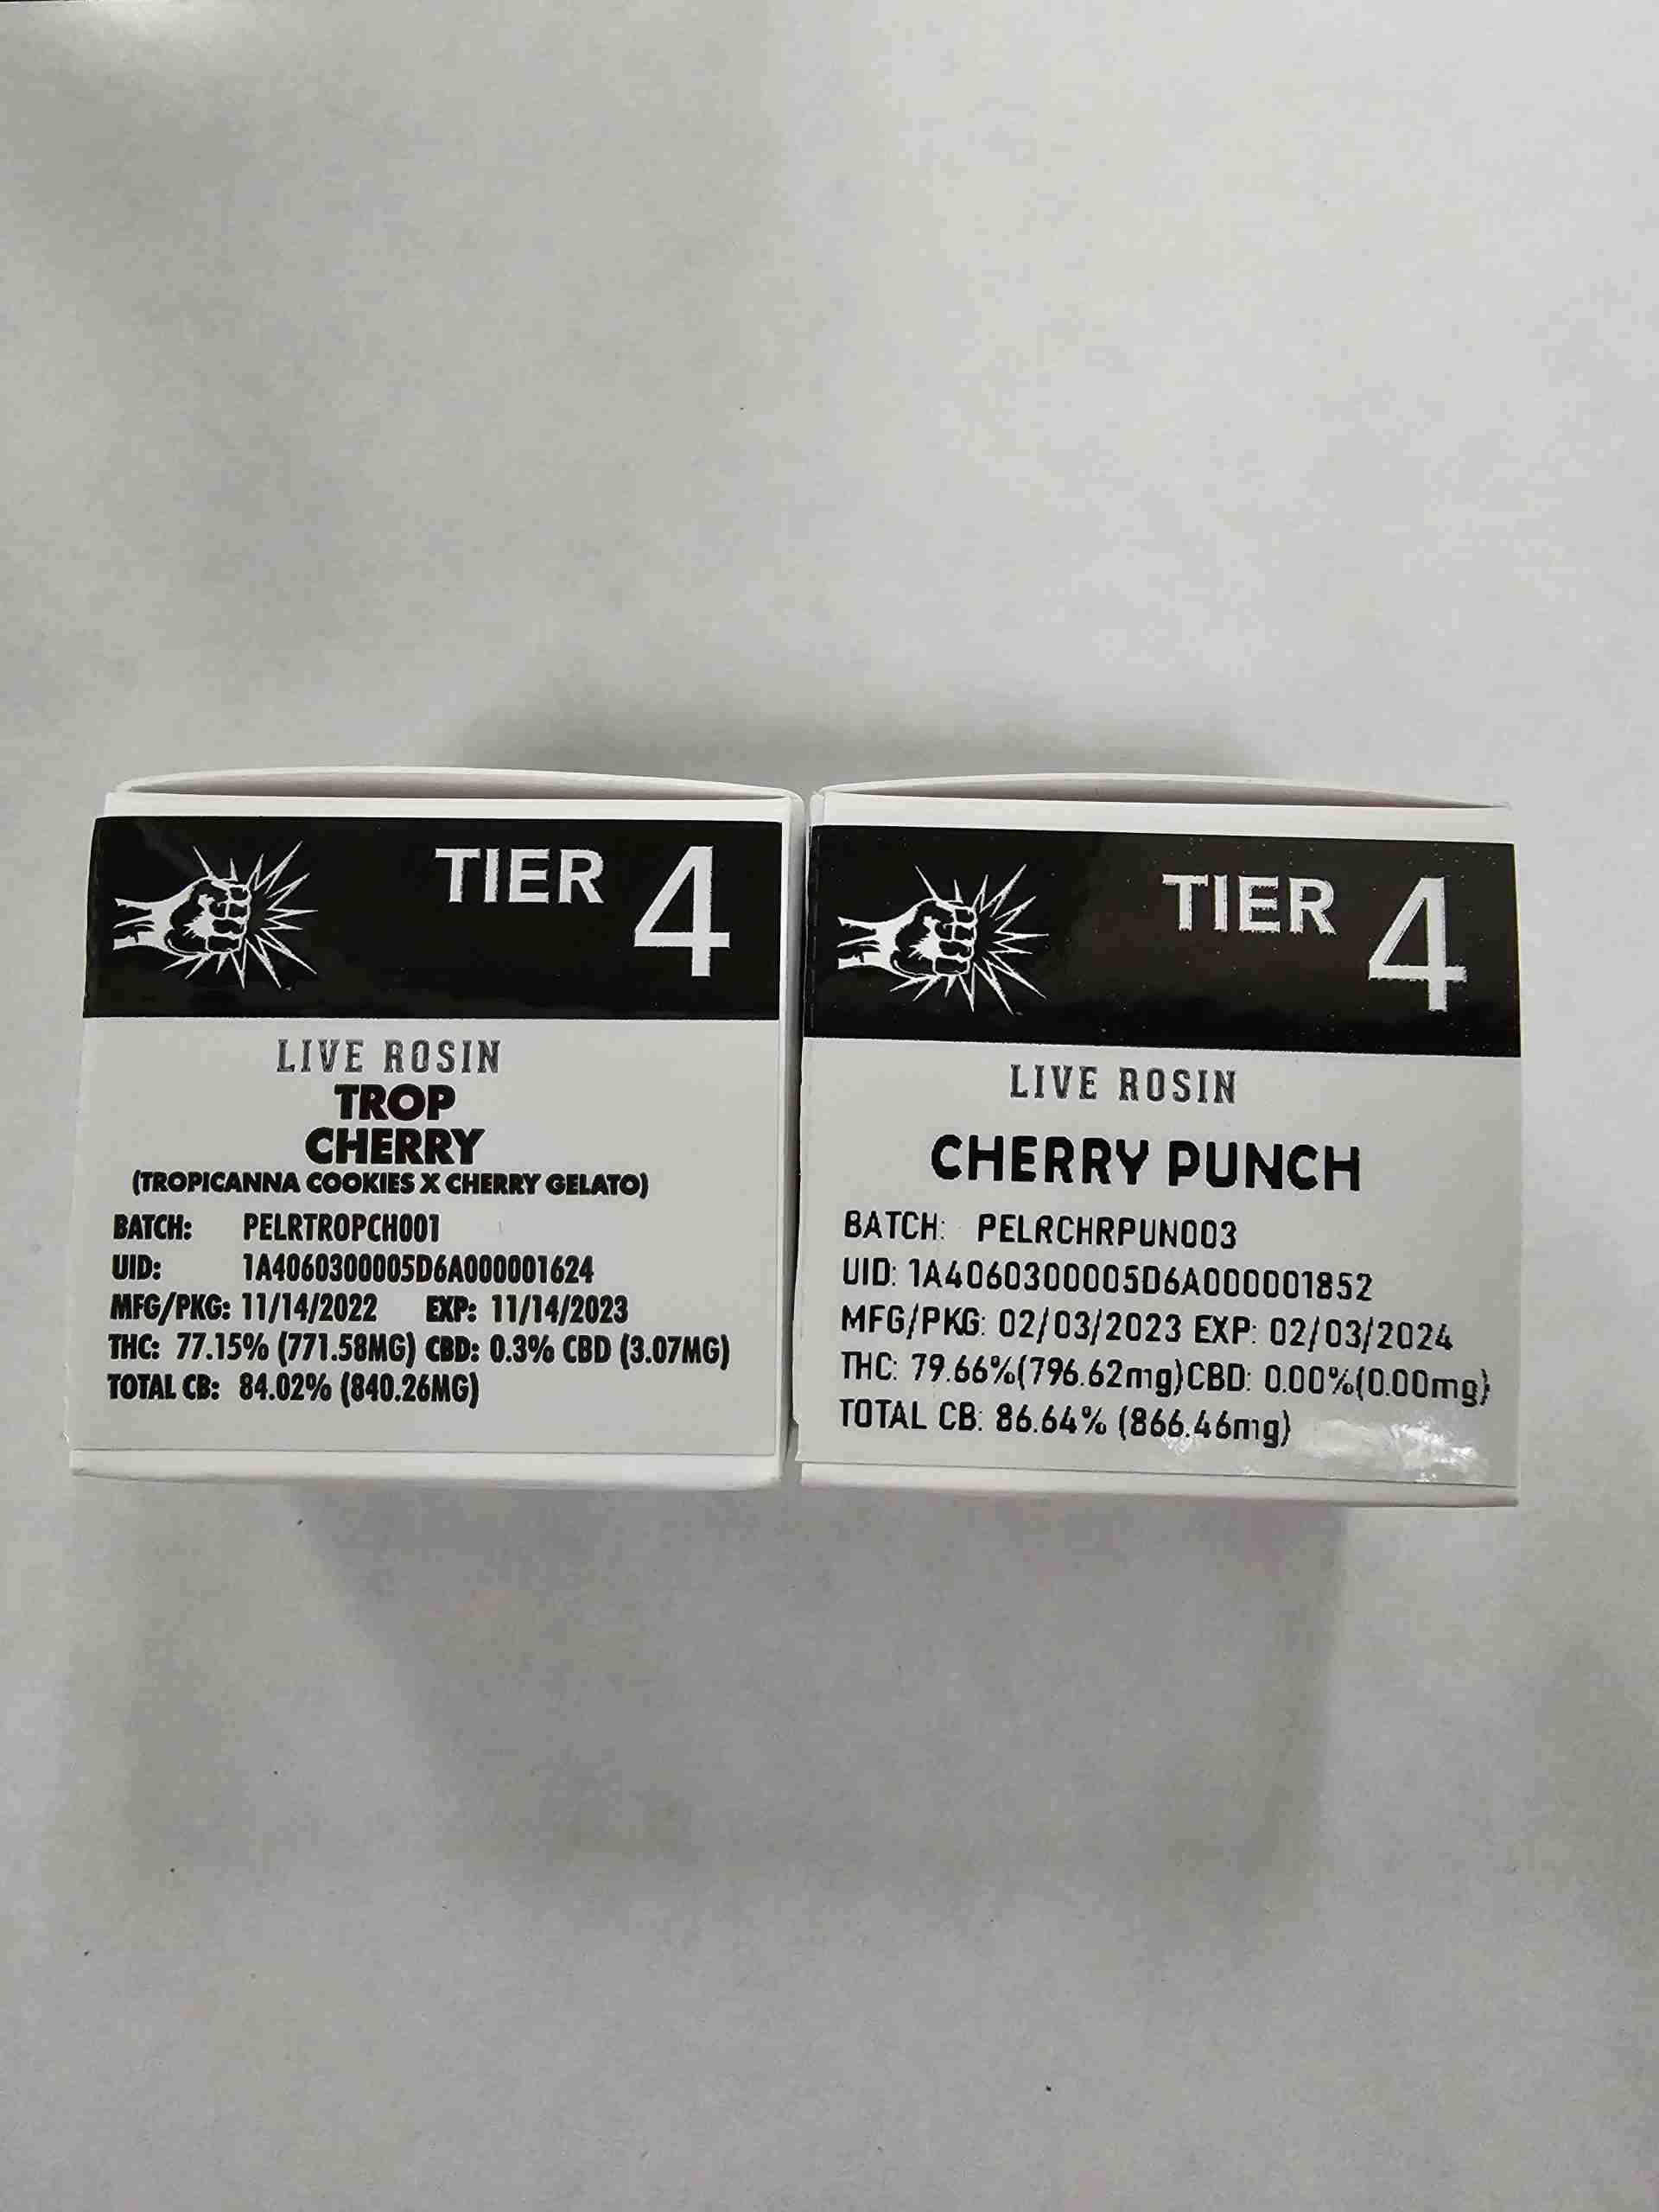 TIER 4
LIVE ROSIN
TROP
CHERRY
(TROPICANNA COOKIES X CHERRY GELATO)
BATCH: PELRTROPCH001
UID: 1A4060300005D6A000001624
MFG/PKG: 11/14/2022 EXP: 11/14/2023
THC: 77.15% (771.58MG) CBD: 0.3% CBD (3.07MG)
TOTAL CB: 84.02% (840.26MG)
TIER 4
LIVE ROSIN
CHERRY PUNCH
BATCH: PELRCHRPUN003
UID: 1A4060300005D6A000001852
MFG/PKG: 02/03/2023 EXP: 02/03/2024
THC: 79.66%(796.62mg)CBD: 0.00%(0.00mg)
TOTAL CB: 86.64% (866.46mg)